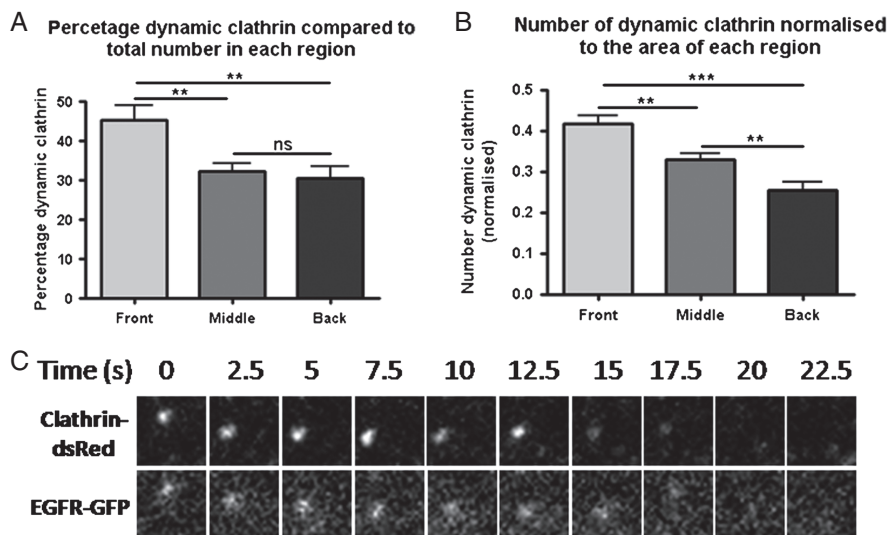 A
Percetage dynamic clathrin compared to
total number in each region
Percentage dynamic clathrin
50
40
30
20
10
0
**
**
ns
Front Middle Back
B
Number of dynamic clathrin normalised
to the area of each region
Number dynamic clathrin
(normalised)
0.5
0.4
0.3
0.2
0.1
0.0
***
**
**
Front Middle Back
C
Time (s) 0 2.5 5 7.5 10 12.5 15 17.5 20 22.5
Clathrin-
dsRed
EGFR-GFP